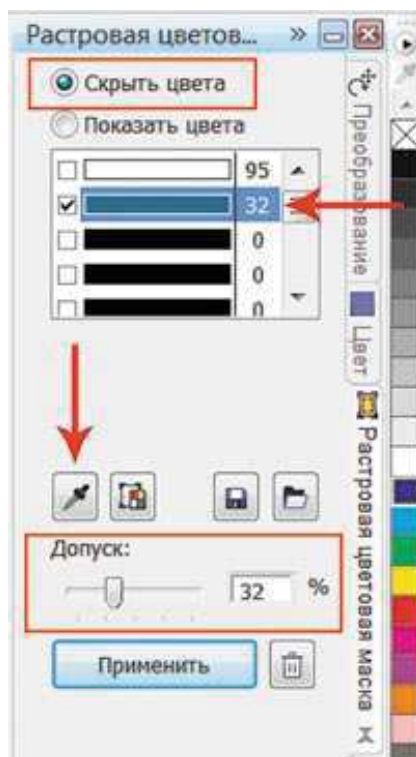 Растровая цветов... »
Скрыть цвета
Показать цвета
95
32
0
0
0
Допуск:
32 %
Применить
Преобразование
Цвет
Растровая цветовая маска